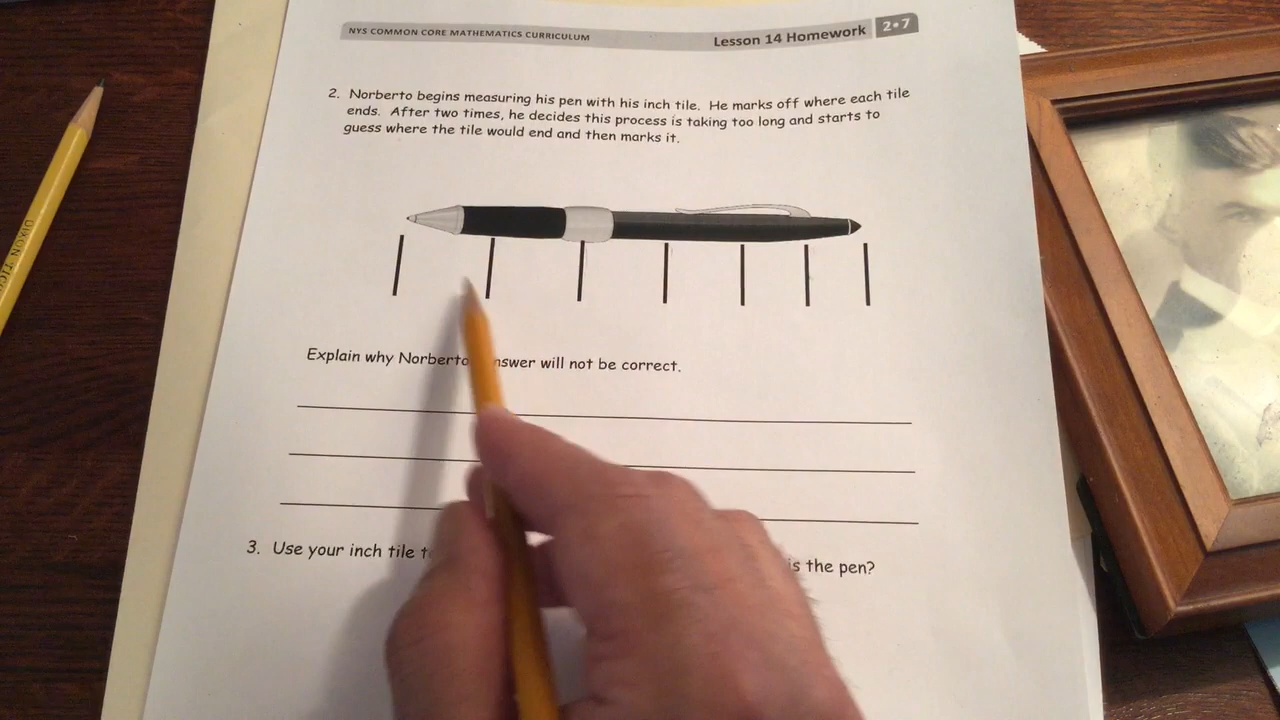 NYS COMMON CORE MATHEMATICS CURRICULUM
Lesson 14 Homework 2•7
2. Norberto begins measuring his pen with his inch tile. He marks off where each tile
ends. After two times, he decides this process is taking too long and starts to
guess where the tile would end and then marks it.
Explain why Norberto answer will not be correct.
3. Use your inch tile is the pen?
DIXON